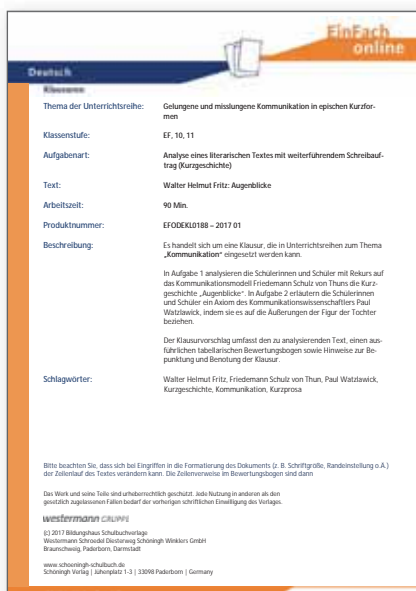 EinFach
online
Deutsch
Klausuren
Thema der Unterrichtsreihe: Gelungene und misslungene Kommunikation in epischen Kurzfor-
men
Klassenstufe: EF, 10, 11
Aufgabenart: Analyse eines literarischen Textes mit weiterführendem Schreibauf-
trag (Kurzgeschichte)
Text: Walter Helmut Fritz: Augenblicke
Arbeitszeit: 90 Min.
Produktnummer: EFODEKL0188 – 2017 01
Beschreibung: Es handelt sich um eine Klausur, die in Unterrichtsreihen zum Thema
„Kommunikation“ eingesetzt werden kann.
In Aufgabe 1 analysieren die Schülerinnen und Schüler mit Rekurs auf
das Kommunikationsmodell Friedemann Schulz von Thuns die Kurz-
geschichte „Augenblicke“. In Aufgabe 2 erläutern die Schülerinnen
und Schüler ein Axiom des Kommunikationswissenschaftlers Paul
Watzlawick, indem sie es auf die Äußerungen der Figur der Tochter
beziehen.
Der Klausurvorschlag umfasst den zu analysierenden Text, einen aus-
führlichen tabellarischen Bewertungsbogen sowie Hinweise zur Be-
punktung und Benotung der Klausur.
Schlagwörter: Walter Helmut Fritz, Friedemann Schulz von Thun, Paul Watzlawick,
Kurzgeschichte, Kommunikation, Kurzprosa
Bitte beachten Sie, dass sich bei Eingriffen in die Formatierung des Dokuments (z. B. Schriftgröße, Randeinstellung o.Ä.)
der Zeilenlauf des Textes verändern kann. Die Zeilenverweise im Bewertungsbogen sind dann
Das Werk und seine Teile sind urheberrechtlich geschützt. Jede Nutzung in anderen als den
gesetzlich zugelassenen Fällen bedarf der vorherigen schriftlichen Einwilligung des Verlages.
westermann GRUPPE
(c) 2017 Bildungshaus Schulbuchverlage
Westermann Schroedel Diesterweg Schöningh Winklers GmbH
Braunschweig, Paderborn, Darmstadt
www.schoeningh-schulbuch.de
Schöningh Verlag | Jühenplatz 1-3 | 33098 Paderborn | Germany